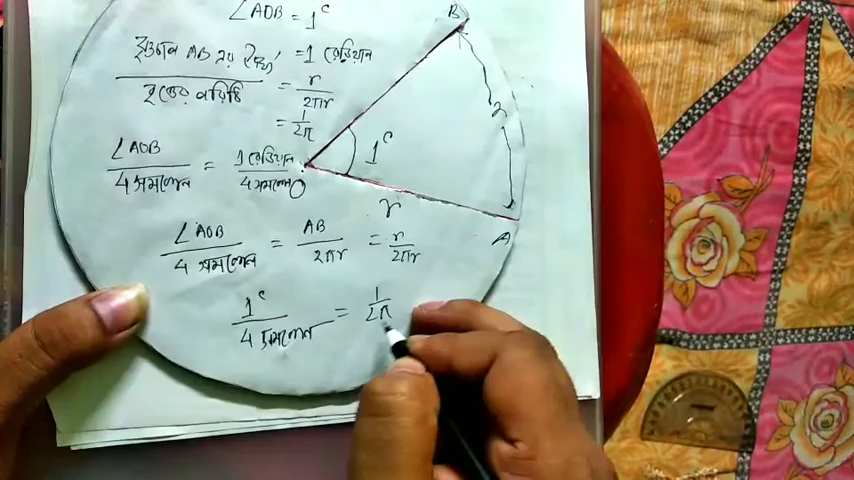 ∠AOB = 1ᶜ
বৃত্তচাপ AB এর দৈর্ঘ্য = 1 রেডিয়ান
/ বৃত্তের পরিধি = r/2πr
= 1/2π
∠AOB / 4 সমকোণ = 1 রেডিয়ান / 4 সমকোণ
∠AOB / 4 সমকোণ = AB / 2πr = r / 2πr
1ᶜ / 4 সমকোণ = 1 / 2π
B
r
1ᶜ
O
r
A